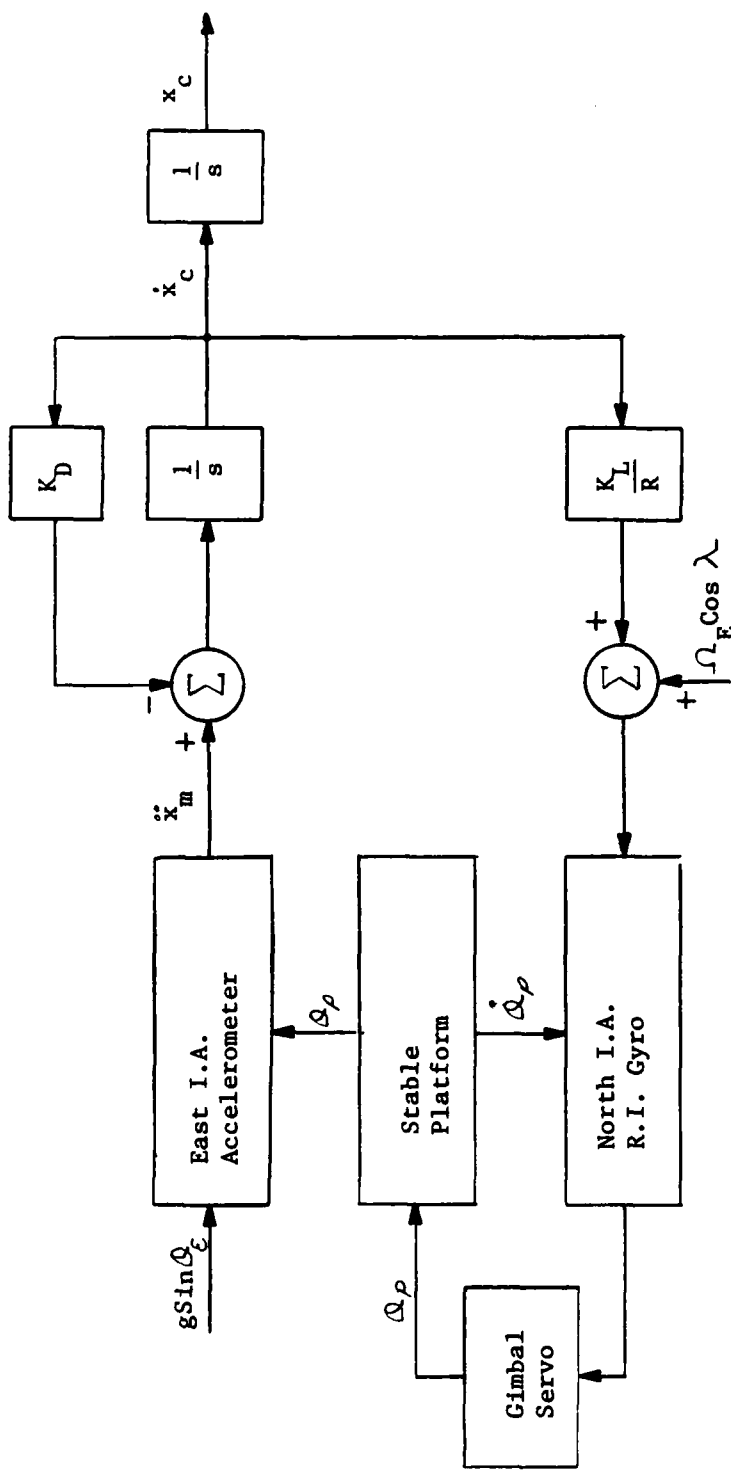 K_D
gSinθ_ε
East I.A.
Accelerometer
ẍ_m
+
-
Σ
1
s
ẋ_c
1
s
x_c
θ_ρ
θ_ρ
Stable
Platform
θ̇_ρ
Gimbal
Servo
North I.A.
R.I. Gyro
Σ
+
+
K_L
R
Ω_E Cos λ